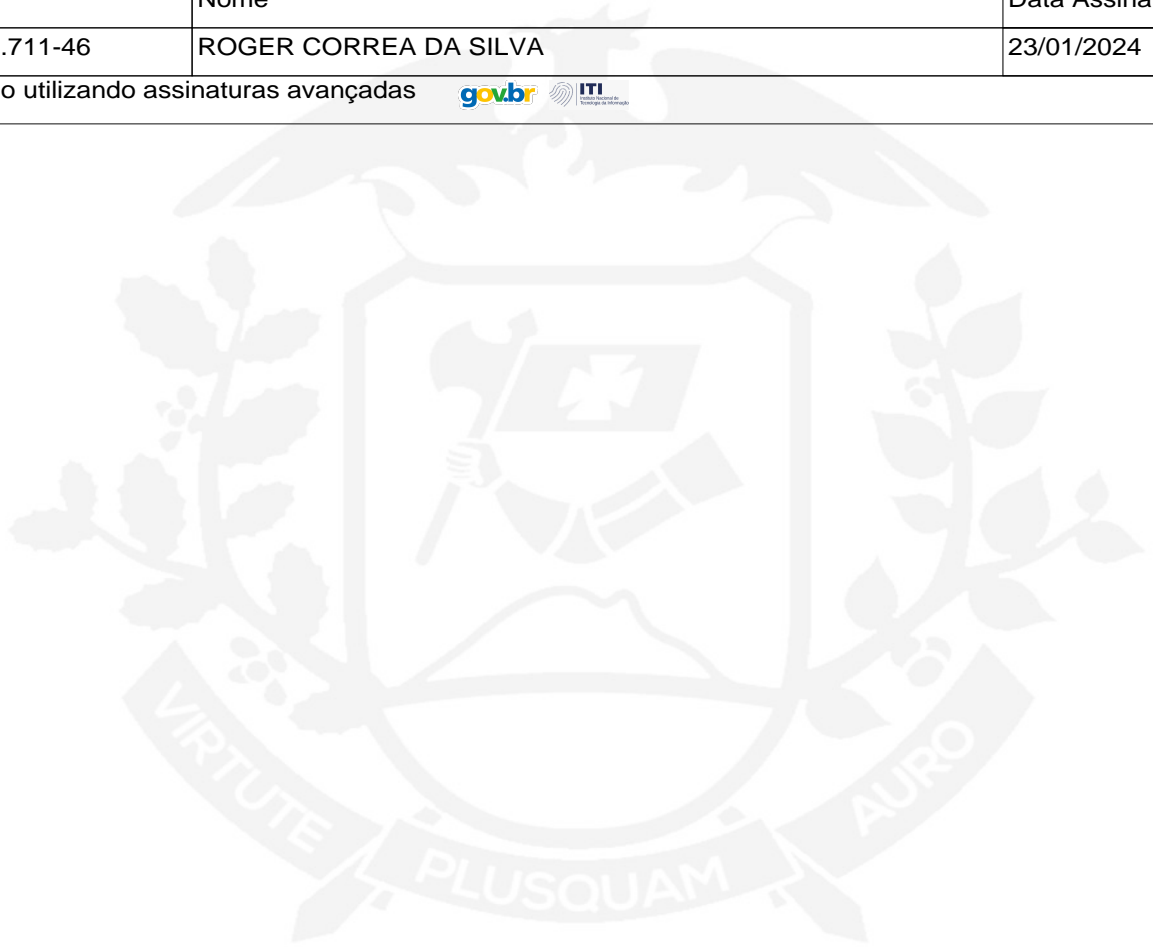 Nome
Data Assina
.711-46 ROGER CORREA DA SILVA 23/01/2024
o utilizando assinaturas avançadas gov.br ITI
VIRTUTE PLUSQUAM AURO